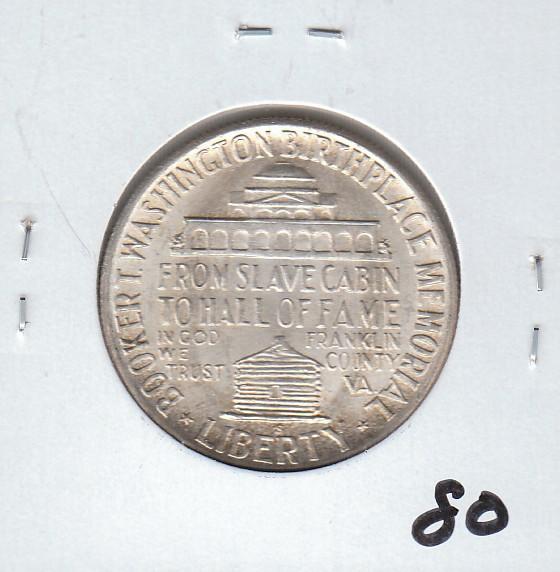 BOOKER T. WASHINGTON BIRTHPLACE MEMORIAL
FROM SLAVE CABIN
TO HALL OF FAME
IN GOD
WE
TRUST
FRANKLIN
COUNTY
VA.
S
* LIBERTY *
80